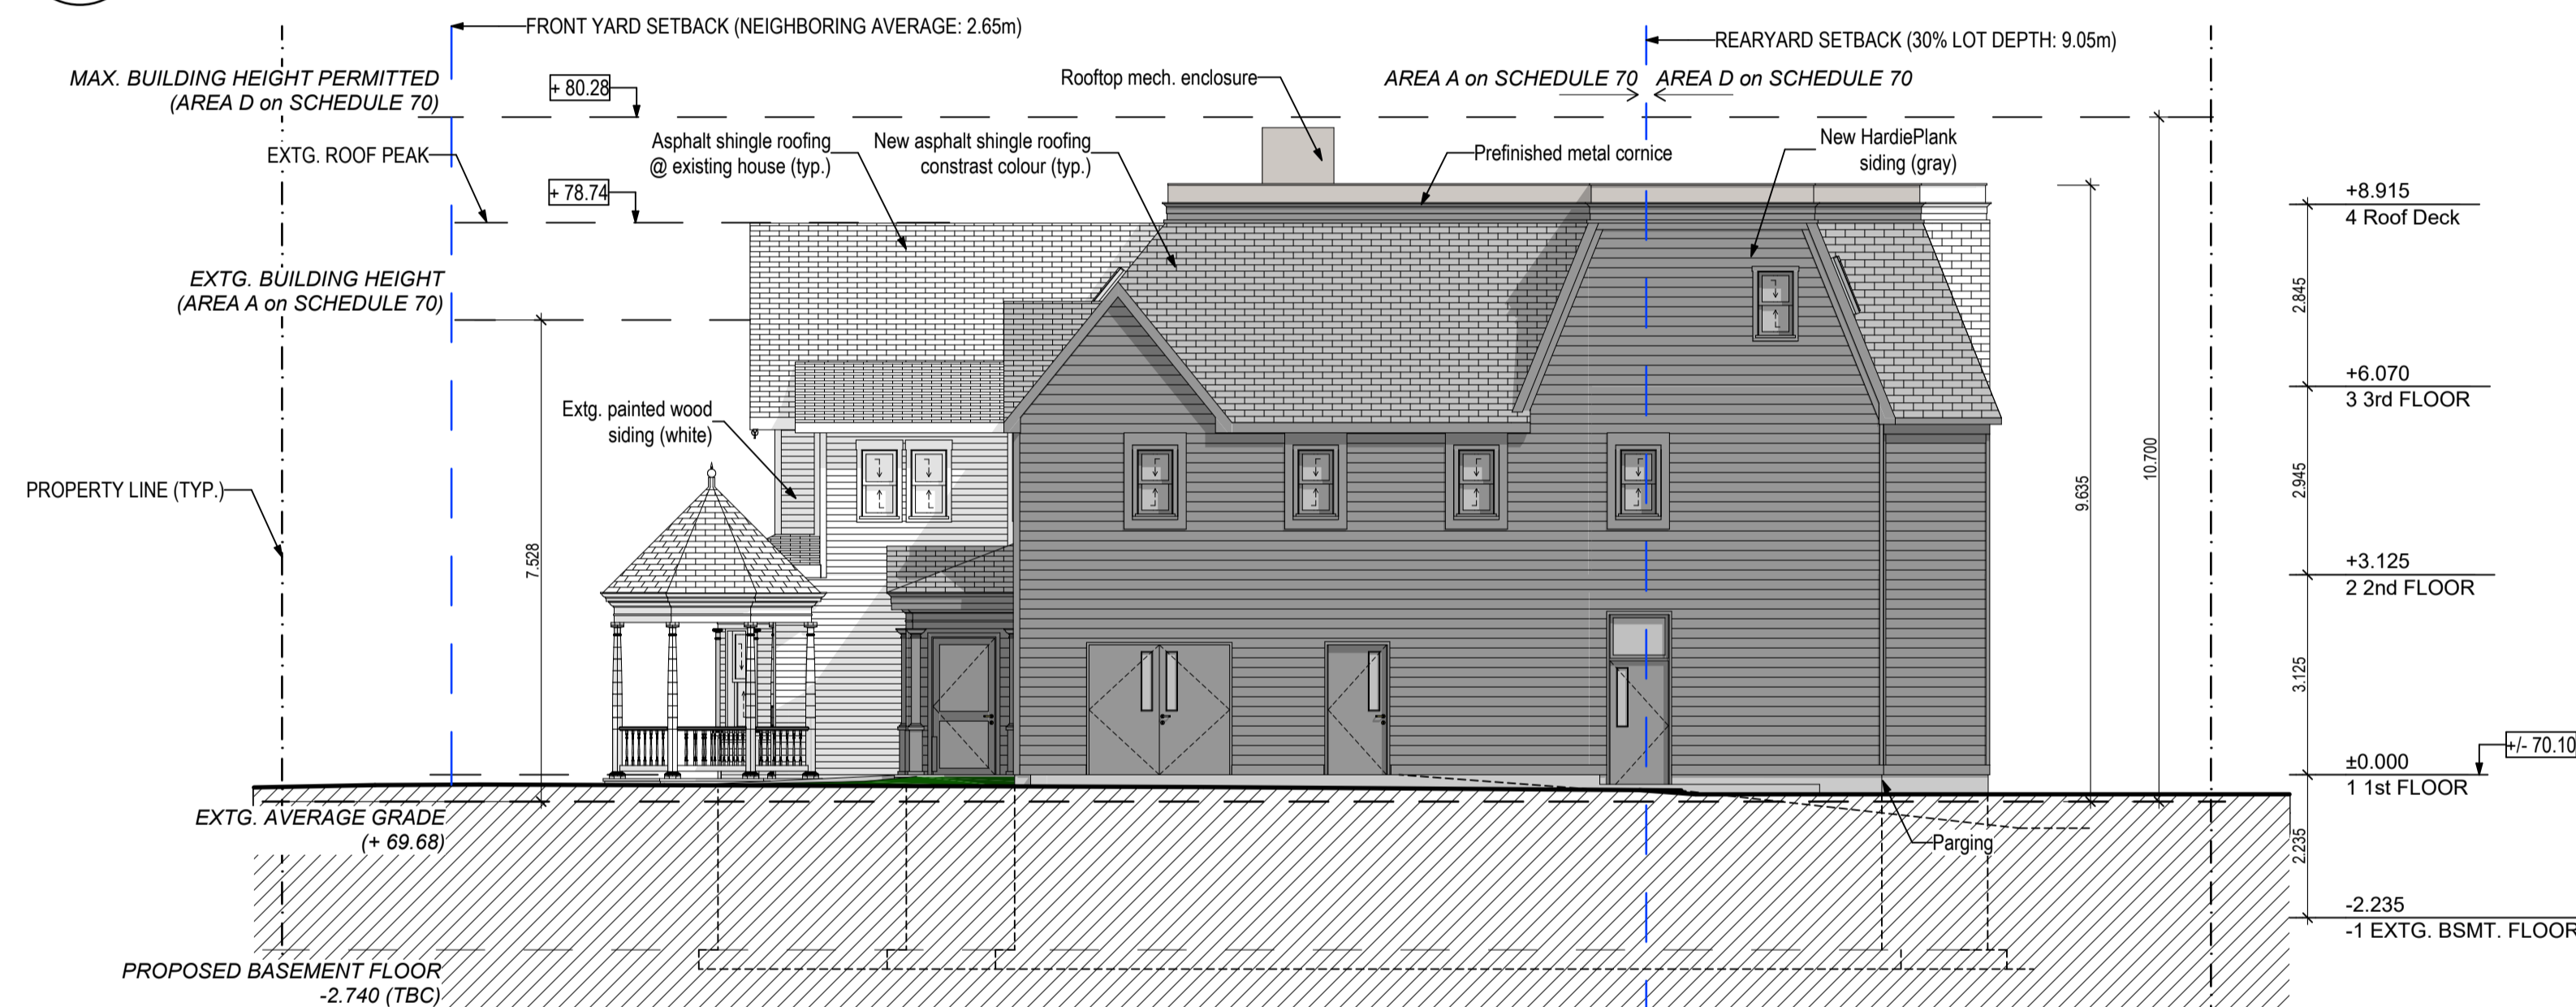 FRONT YARD SETBACK (NEIGHBORING AVERAGE: 2.65m)
REARYARD SETBACK (30% LOT DEPTH: 9.05m)
MAX. BUILDING HEIGHT PERMITTED
(AREA D on SCHEDULE 70)
+ 80.28
Rooftop mech. enclosure
AREA A on SCHEDULE 70
AREA D on SCHEDULE 70
EXTG. ROOF PEAK
Asphalt shingle roofing
@ existing house (typ.)
New asphalt shingle roofing
constrast colour (typ.)
Prefinished metal cornice
New HardiePlank
siding (gray)
+ 78.74
+8.915
4 Roof Deck
EXTG. BUILDING HEIGHT
(AREA A on SCHEDULE 70)
2.845
+6.070
3 3rd FLOOR
Extg. painted wood
siding (white)
PROPERTY LINE (TYP.)
7.528
9.635
10.700
2.945
+3.125
2 2nd FLOOR
3.125
+/- 70.10
±0.000
1 1st FLOOR
EXTG. AVERAGE GRADE
(+ 69.68)
Parging
2.235
-2.235
-1 EXTG. BSMT. FLOOR
PROPOSED BASEMENT FLOOR
-2.740 (TBC)